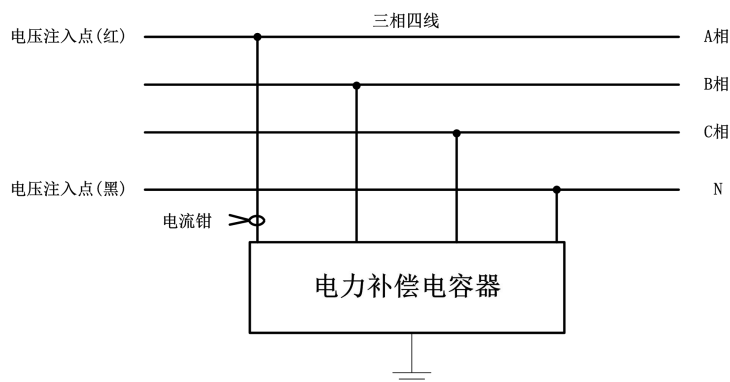 三相四线
电压注入点(红)
A相
B相
C相
电压注入点(黑)
N
电流钳
电力补偿电容器